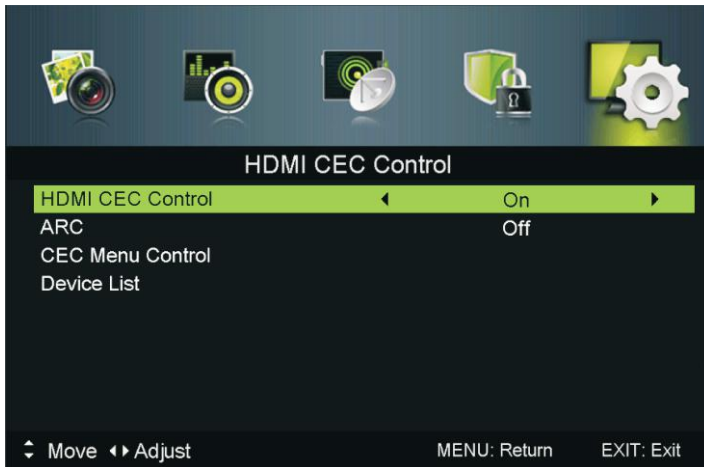 HDMI CEC Control
HDMI CEC Control On
ARC Off
CEC Menu Control
Device List
Move Adjust MENU: Return EXIT: Exit